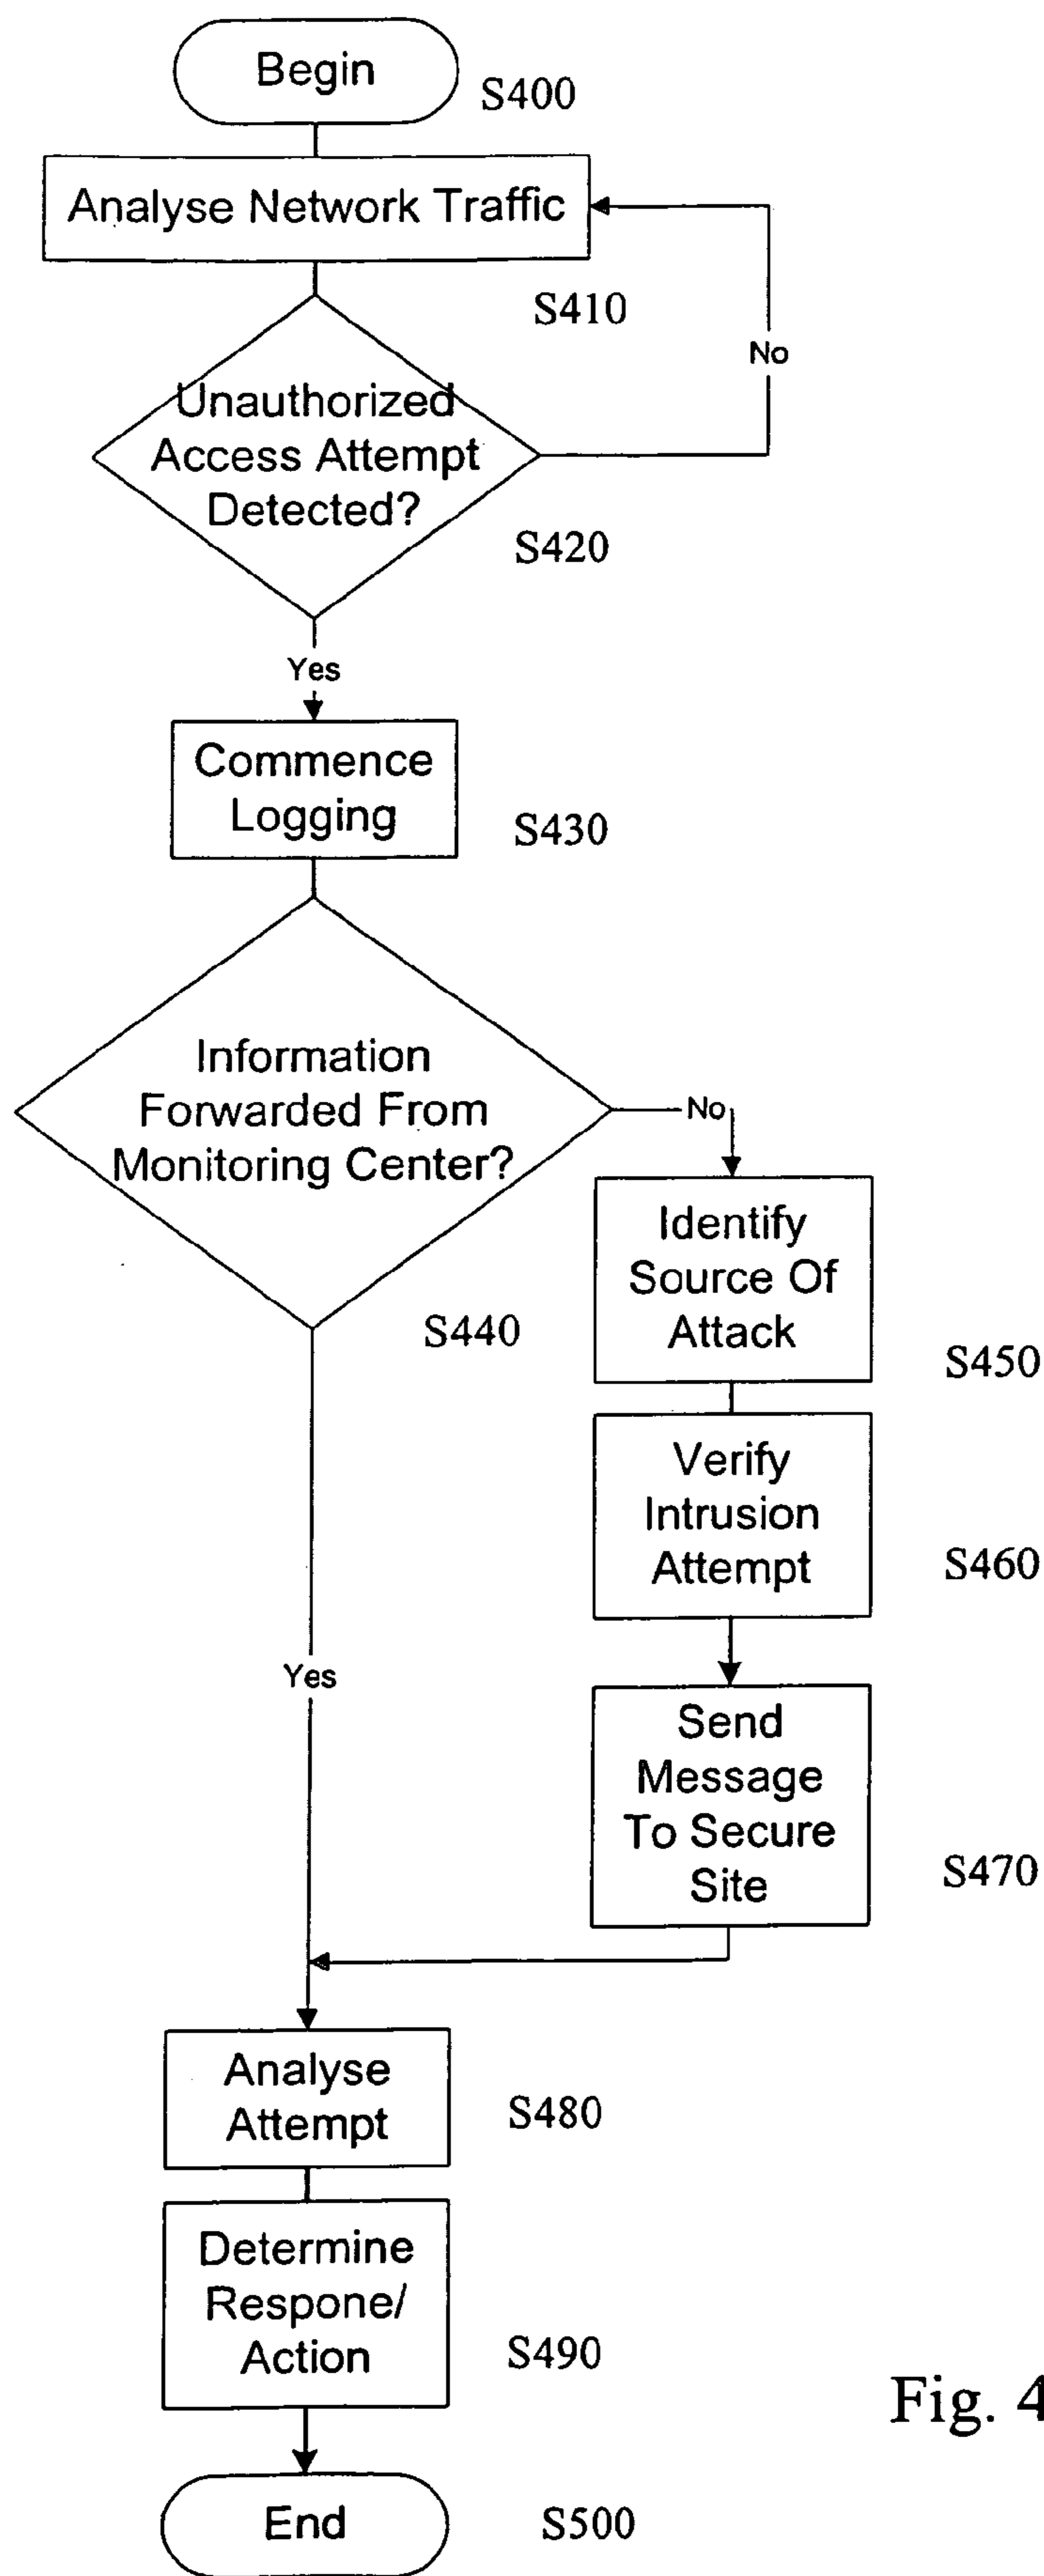 Begin
S400
Analyse Network Traffic
S410
No
Unauthorized
Access Attempt
Detected?
S420
Yes
Commence
Logging
S430
Information
Forwarded From
Monitoring Center?
No
S440
Identify
Source Of
Attack
S450
Verify
Intrusion
Attempt
S460
Yes
Send
Message
To Secure
Site
S470
Analyse
Attempt
S480
Determine
Respone/
Action
S490
Fig. 4
End
S500